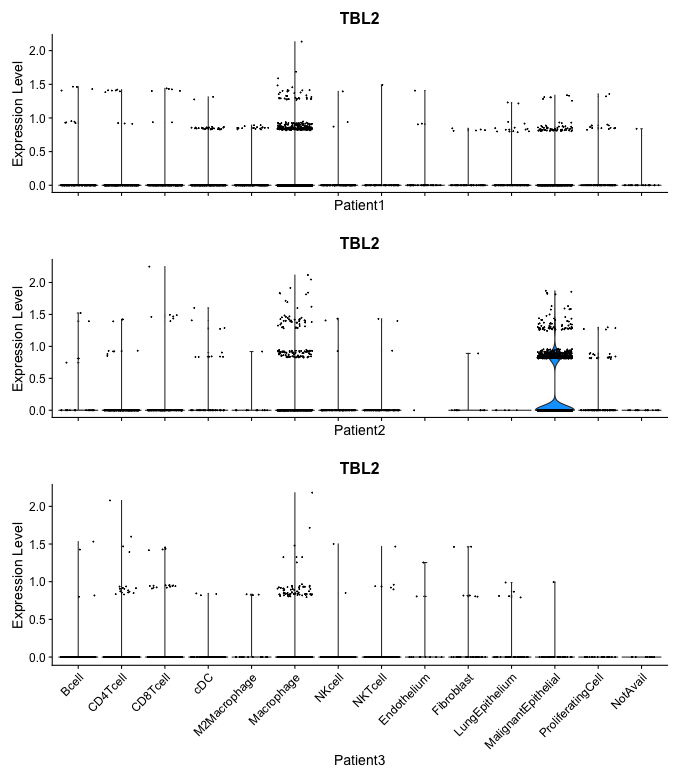 TBL2
Expression Level
2.0
1.5
1.0
0.5
0.0
Patient1
TBL2
Expression Level
2.0
1.5
1.0
0.5
0.0
Patient2
TBL2
Expression Level
2.0
1.5
1.0
0.5
0.0
Bcell
CD4Tcell
CD8Tcell
cDC
M2Macrophage
Macrophage
NKcell
NKTcell
Endothelium
Fibroblast
LungEpithelium
MalignantEpithelial
ProliferatingCell
NotAvail
Patient3